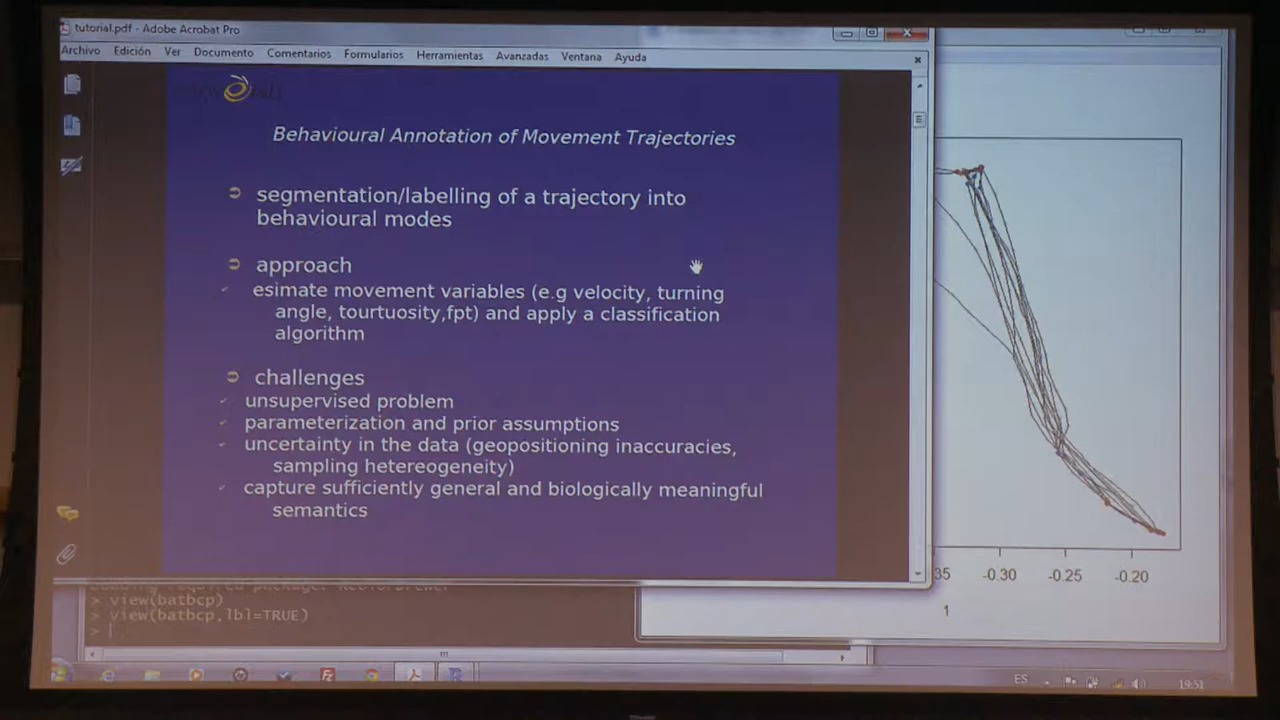 tutorial.pdf - Adobe Acrobat Pro
Archivo Edición Ver Documento Comentarios Formularios Herramientas Avanzadas Ventana Ayuda
Behavioural Annotation of Movement Trajectories
segmentation/labelling of a trajectory into
behavioural modes
approach
esimate movement variables (e.g velocity, turning
angle, tourtuosity,fpt) and apply a classification
algorithm
challenges
unsupervised problem
parameterization and prior assumptions
uncertainty in the data (geopositioning inaccuracies,
sampling hetereogeneity)
capture sufficiently general and biologically meaningful
semantics
35 -0.30 -0.25 -0.20
1
> view(batbcp)
> view(batbcp,lbl=TRUE)
>
ES 19:51